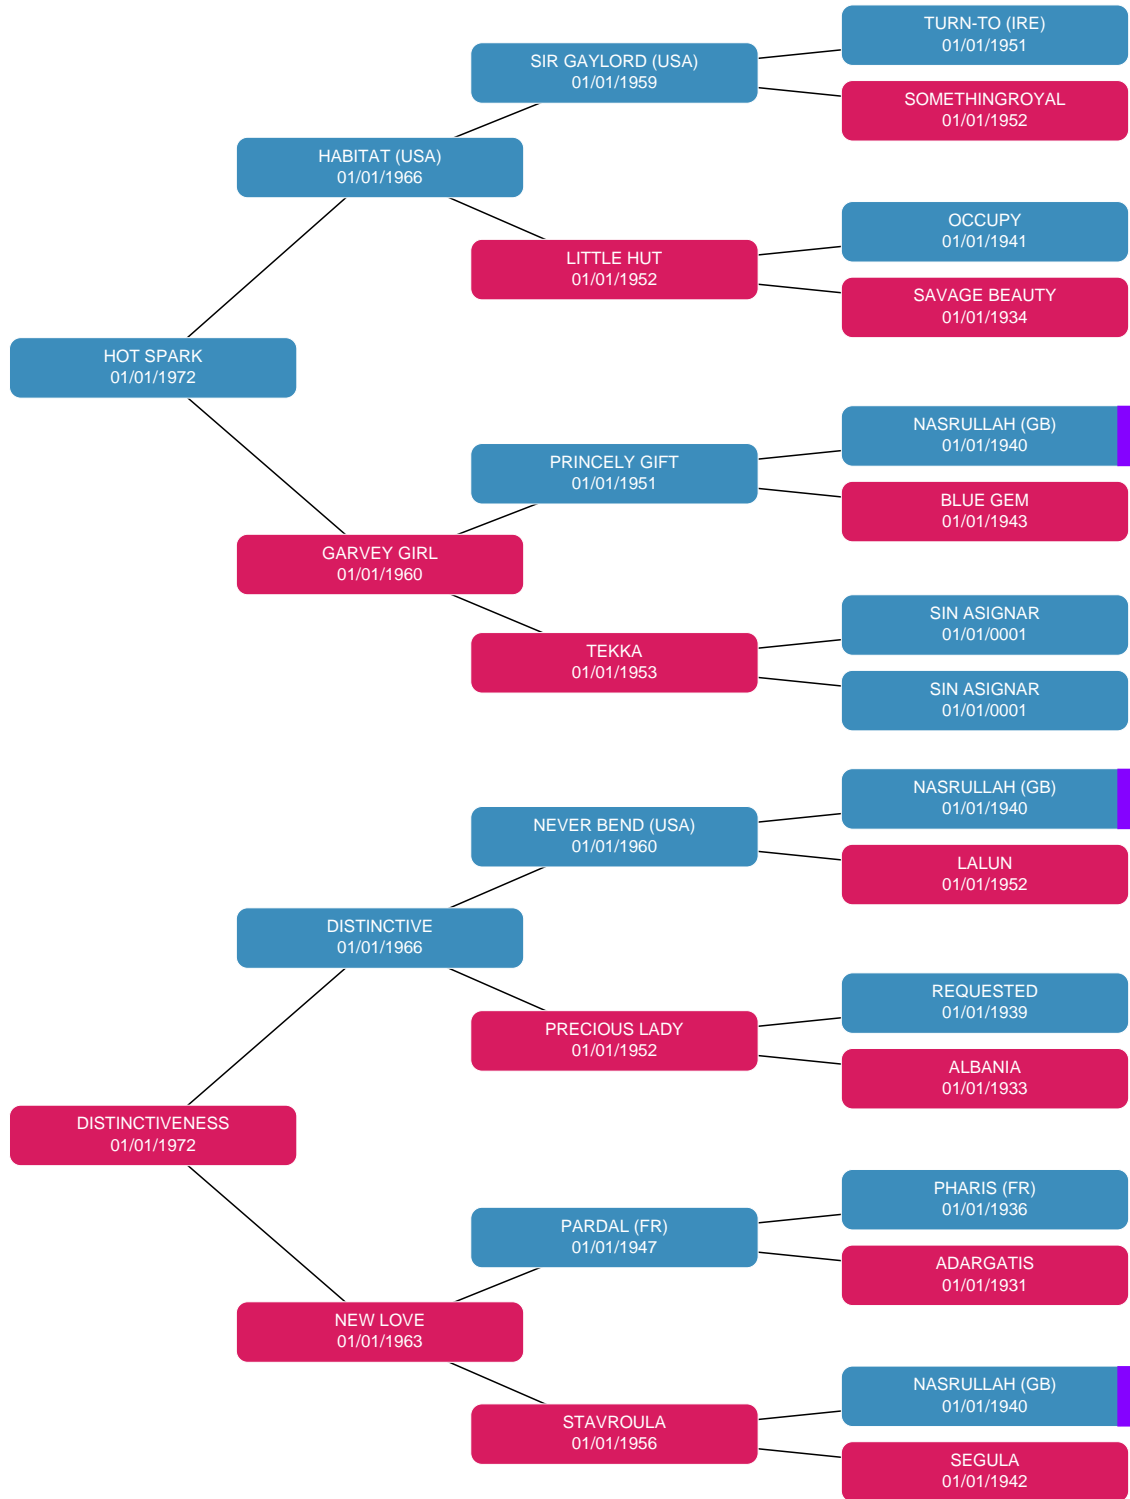 TURN-TO (IRE)
01/01/1951
SIR GAYLORD (USA)
01/01/1959
SOMETHINGROYAL
01/01/1952
HABITAT (USA)
01/01/1966
OCCUPY
01/01/1941
LITTLE HUT
01/01/1952
SAVAGE BEAUTY
01/01/1934
HOT SPARK
01/01/1972
NASRULLAH (GB)
01/01/1940
PRINCELY GIFT
01/01/1951
BLUE GEM
01/01/1943
GARVEY GIRL
01/01/1960
SIN ASIGNAR
01/01/0001
TEKKA
01/01/1953
SIN ASIGNAR
01/01/0001
NASRULLAH (GB)
01/01/1940
NEVER BEND (USA)
01/01/1960
LALUN
01/01/1952
DISTINCTIVE
01/01/1966
REQUESTED
01/01/1939
PRECIOUS LADY
01/01/1952
ALBANIA
01/01/1933
DISTINCTIVENESS
01/01/1972
PHARIS (FR)
01/01/1936
PARDAL (FR)
01/01/1947
ADARGATIS
01/01/1931
NEW LOVE
01/01/1963
NASRULLAH (GB)
01/01/1940
STAVROULA
01/01/1956
SEGULA
01/01/1942